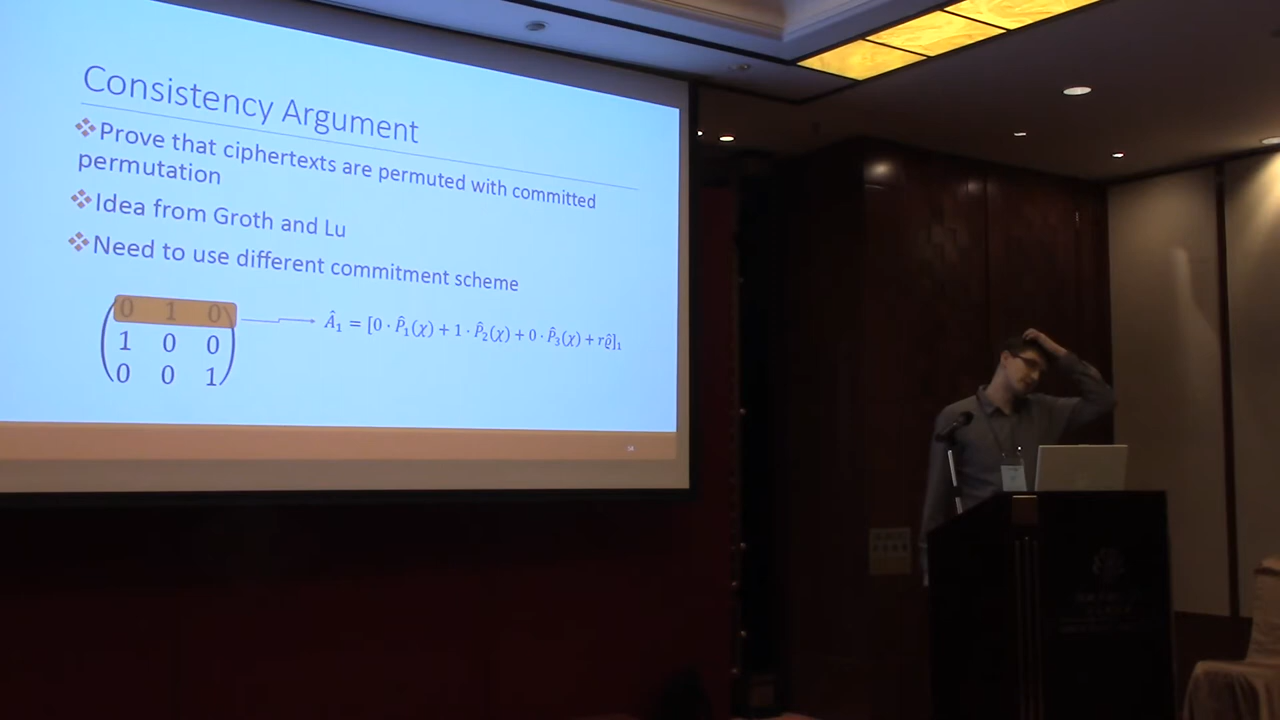 Consistency Argument
❖Prove that ciphertexts are permuted with committed
permutation
❖Idea from Groth and Lu
❖Need to use different commitment scheme
0 1 0
1 0 0
0 0 1
Â₁ = [0 · P̂₁(χ) + 1 · P̂₂(χ) + 0 · P̂₃(χ) + rϱ̂]₁